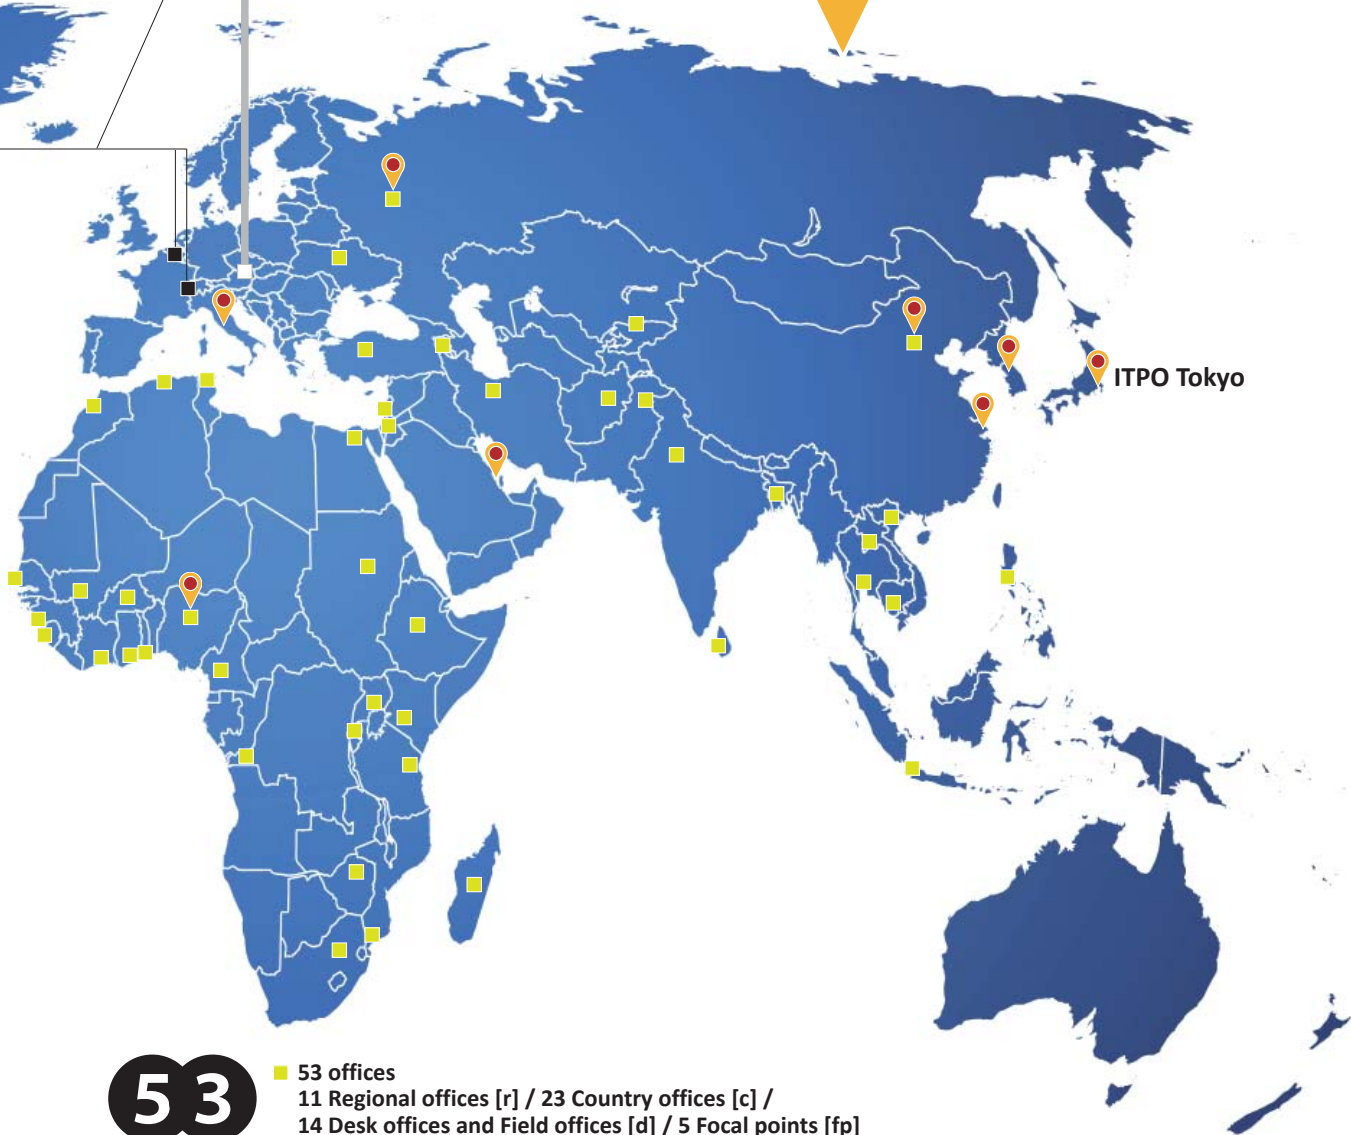 ITPO Tokyo
53
53 offices
11 Regional offices [r] / 23 Country offices [c] /
14 Desk offices and Field offices [d] / 5 Focal points [fp]